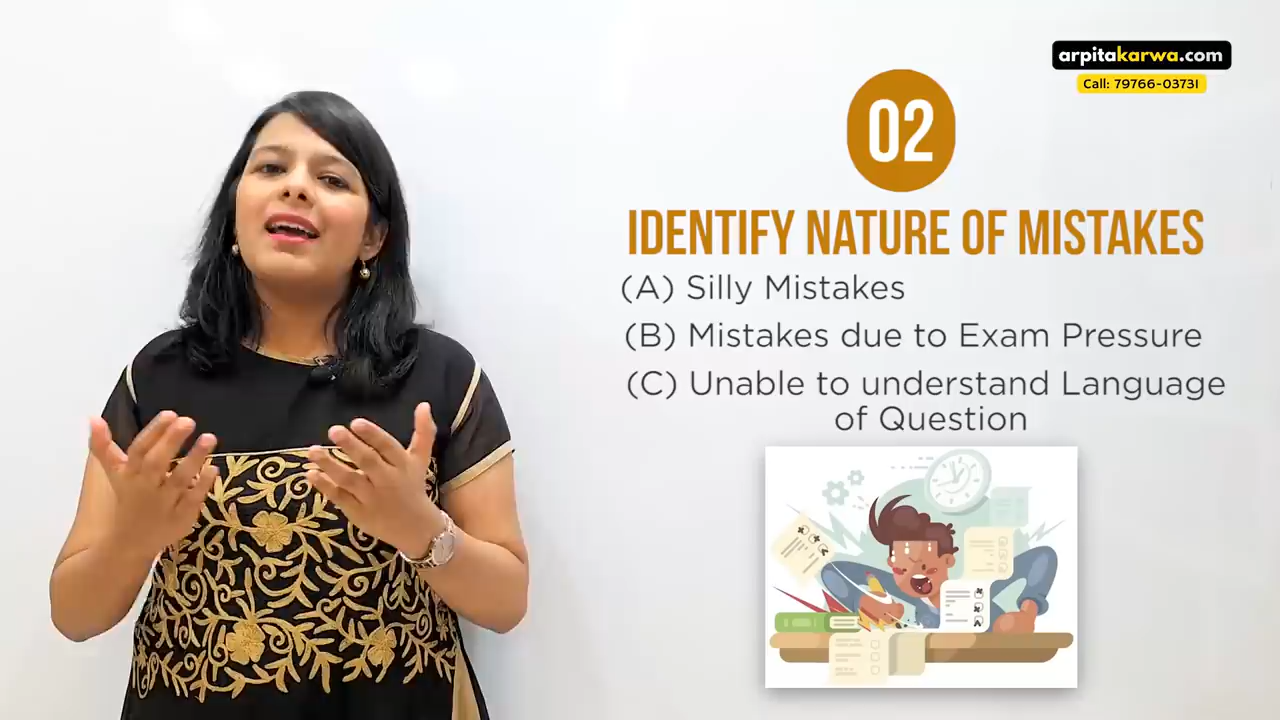 arpitakarwa.com
Call: 79766-03731
02
IDENTIFY NATURE OF MISTAKES
(A) Silly Mistakes
(B) Mistakes due to Exam Pressure
(C) Unable to understand Language
of Question